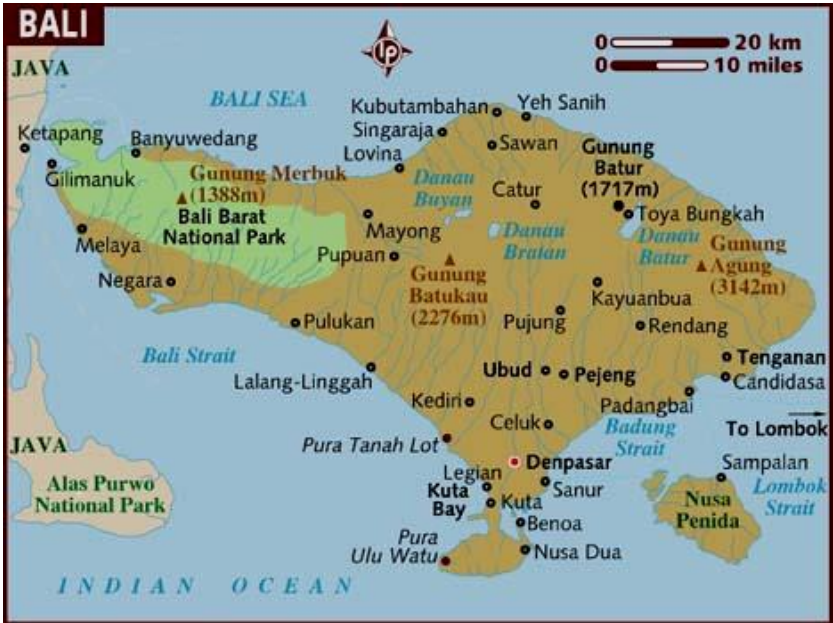 BALI
JAVA
lp
0 20 km
0 10 miles
BALI SEA
Kubutambahan
Yeh Sanih
Ketapang
Banyuwedang
Singaraja
Sawan
Gunung
Batur
(1717m)
Lovina
Gilimanuk
Gunung Merbuk
(1388m)
Danau
Buyan
Catur
Bali Barat
National Park
Toya Bungkah
Mayong
Danau
Bratan
Danau
Batur
Gunung
Agung
(3142m)
Melaya
Pupuan
Negara
Gunung
Batukau
(2276m)
Kayuanbua
Pulukan
Pujung
Rendang
Bali Strait
Tenganan
Lalang-Linggah
Ubud
Pejeng
Candidasa
Kediri
Padangbai
Celuk
Badung
Strait
To Lombok
JAVA
Pura Tanah Lot
Denpasar
Sampalan
Alas Purwo
National Park
Legian
Sanur
Lombok
Strait
Kuta
Bay
Kuta
Nusa
Penida
Benoa
Pura
Ulu Watu
Nusa Dua
INDIAN OCEAN